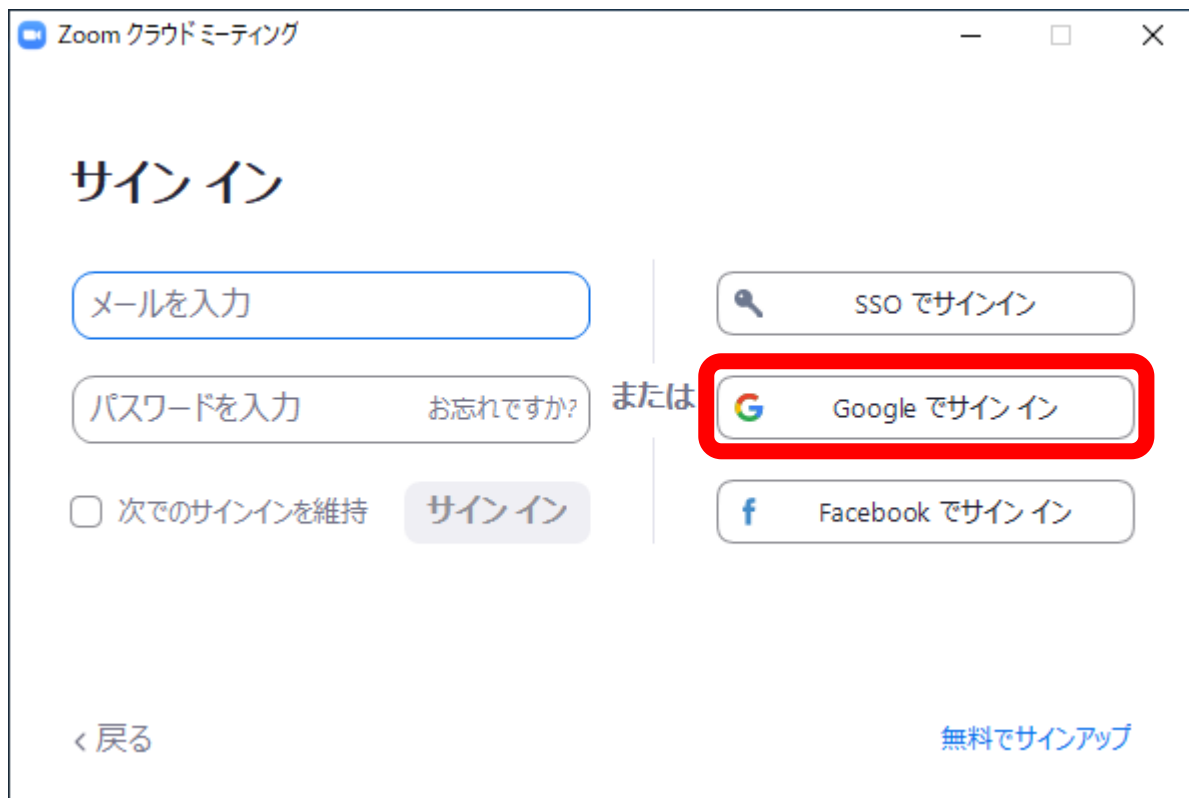 Zoom クラウド ミーティング
サイン イン
メールを入力
パスワードを入力 お忘れですか?
次でのサインインを維持 サイン イン
または
SSO でサインイン
Google でサイン イン
Facebook でサイン イン
< 戻る
無料でサインアップ